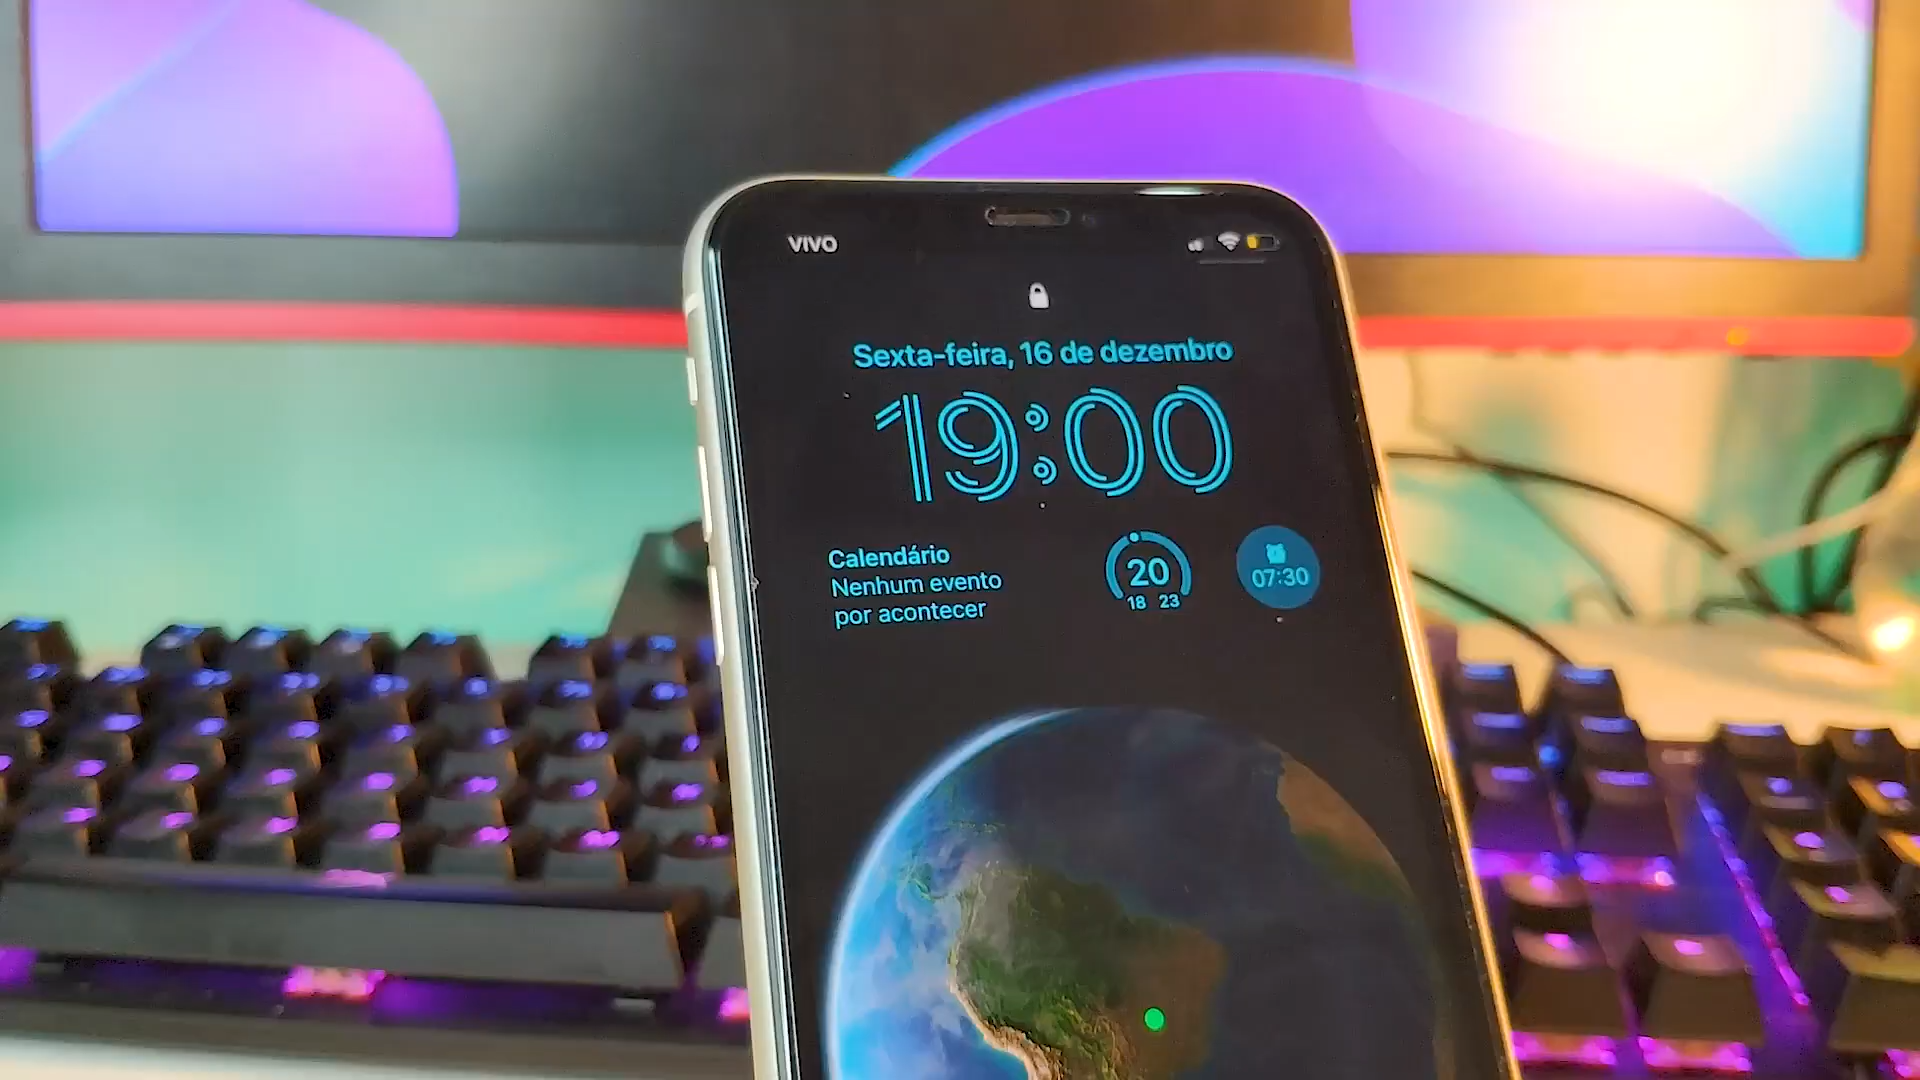 VIVO
Sexta-feira, 16 de dezembro
19:00
Calendário
Nenhum evento
por acontecer
20
18 23
07:30